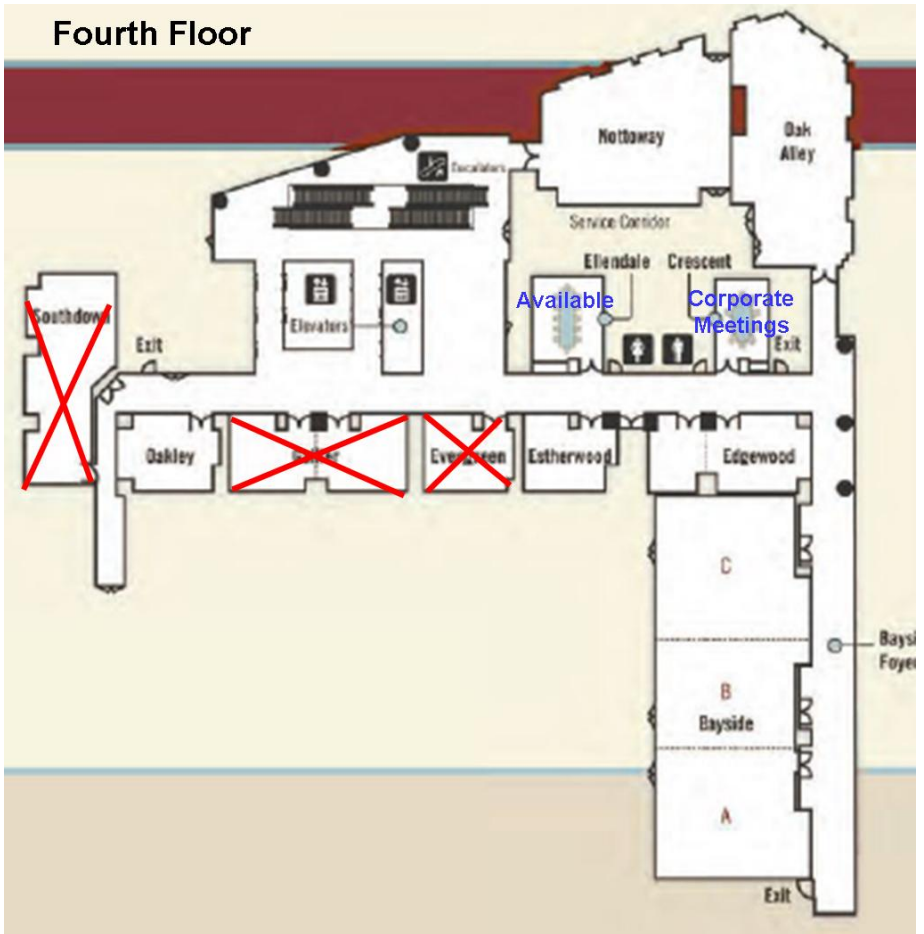 Fourth Floor
Nottoway
Oak
Alley
Escalators
Service Corridor
Ellendale
Crescent
Available
Corporate
Meetings
Southdown
Elevators
Exit
Exit
Oakley
Evergreen
Estherwood
Edgewood
C
Baysi
Foyer
B
Bayside
A
Exit